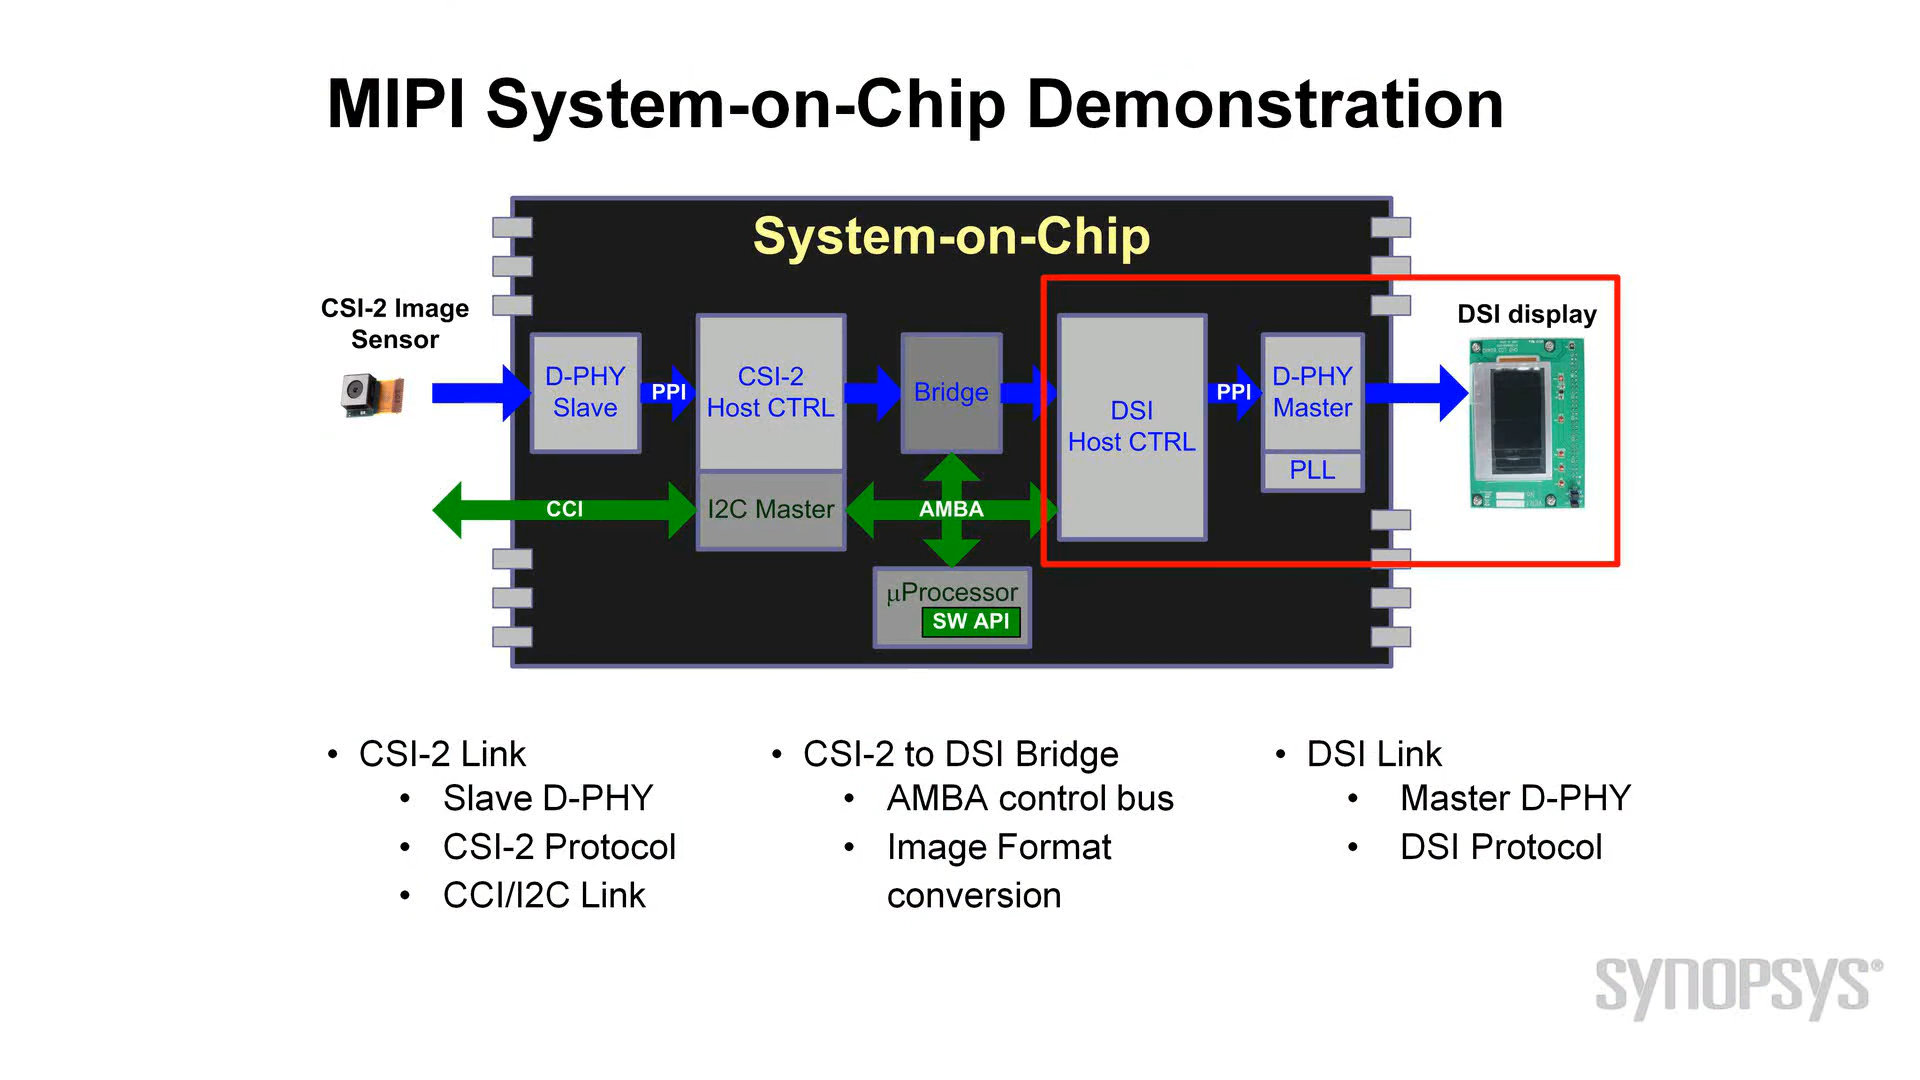 MIPI System-on-Chip Demonstration
System-on-Chip
CSI-2 Image
Sensor
DSI display
D-PHY
Slave
PPI
CSI-2
Host CTRL
Bridge
DSI
Host CTRL
PPI
D-PHY
Master
PLL
CCI
I2C Master
AMBA
μProcessor
SW API
• CSI-2 Link
• Slave D-PHY
• CSI-2 Protocol
• CCI/I2C Link
• CSI-2 to DSI Bridge
• AMBA control bus
• Image Format
conversion
• DSI Link
• Master D-PHY
• DSI Protocol
SYNOPSYS®